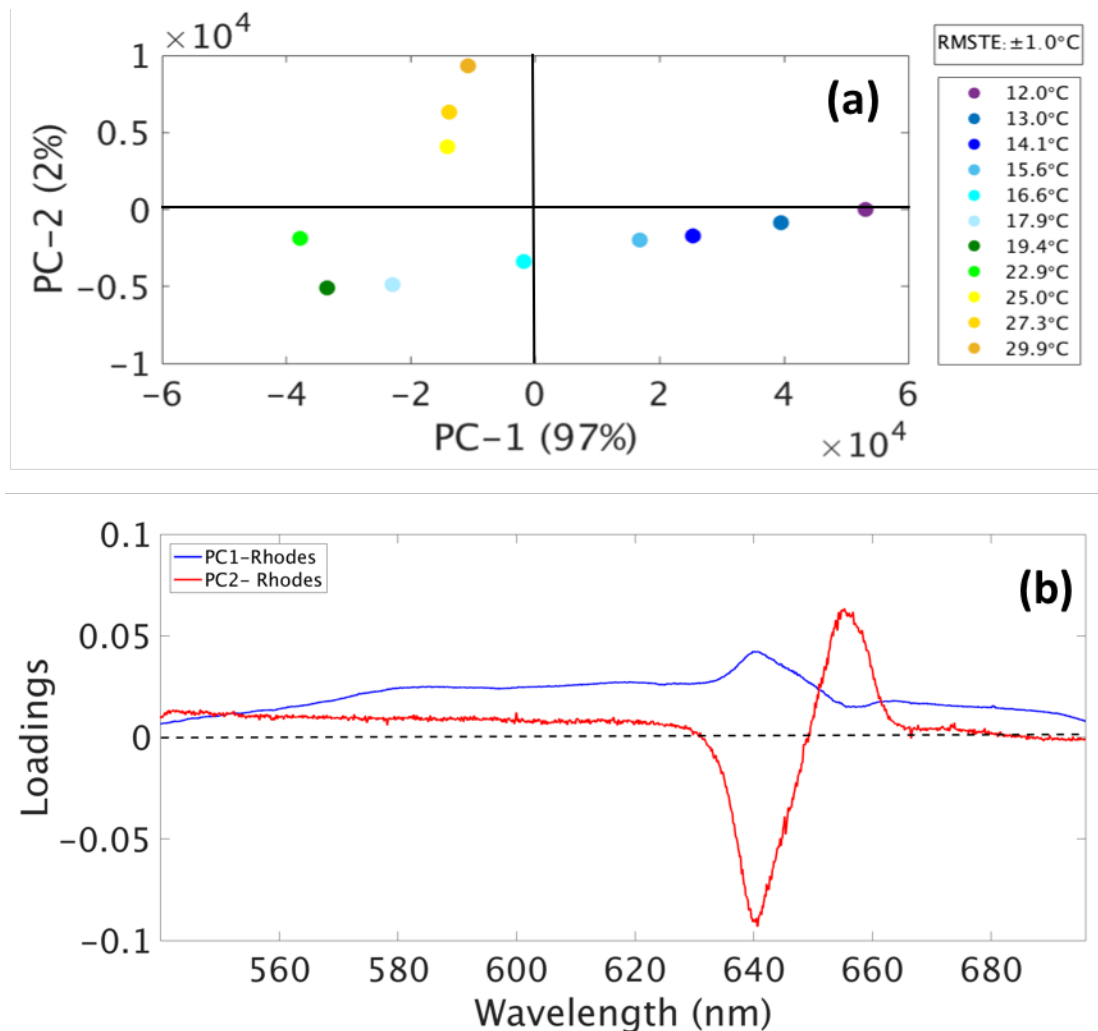 ×10⁴
1
0.5
0
−0.5
−1
PC−2 (2%)
(a)
−6 −4 −2 0 2 4 6
PC−1 (97%)
×10⁴
RMSTE:±1.0°C
12.0°C
13.0°C
14.1°C
15.6°C
16.6°C
17.9°C
19.4°C
22.9°C
25.0°C
27.3°C
29.9°C
0.1
0.05
0
−0.05
−0.1
Loadings
PC1-Rhodes
PC2- Rhodes
(b)
560 580 600 620 640 660 680
Wavelength (nm)